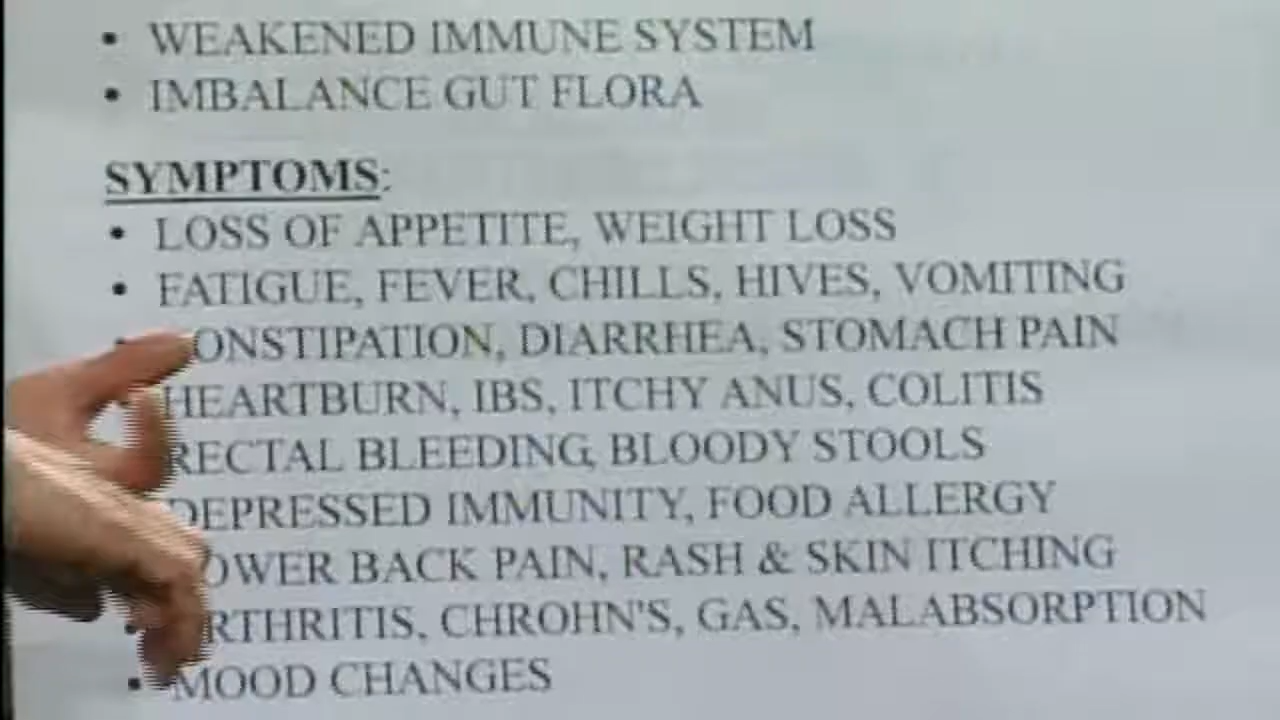 • WEAKENED IMMUNE SYSTEM
• IMBALANCE GUT FLORA
SYMPTOMS:
• LOSS OF APPETITE, WEIGHT LOSS
• FATIGUE, FEVER, CHILLS, HIVES, VOMITING
• ONSTIPATION, DIARRHEA, STOMACH PAIN
HEARTBURN, IBS, ITCHY ANUS, COLITIS
RECTAL BLEEDING, BLOODY STOOLS
DEPRESSED IMMUNITY, FOOD ALLERGY
OWER BACK PAIN, RASH & SKIN ITCHING
• RTHRITIS, CHROHN'S, GAS, MALABSORPTION
• MOOD CHANGES